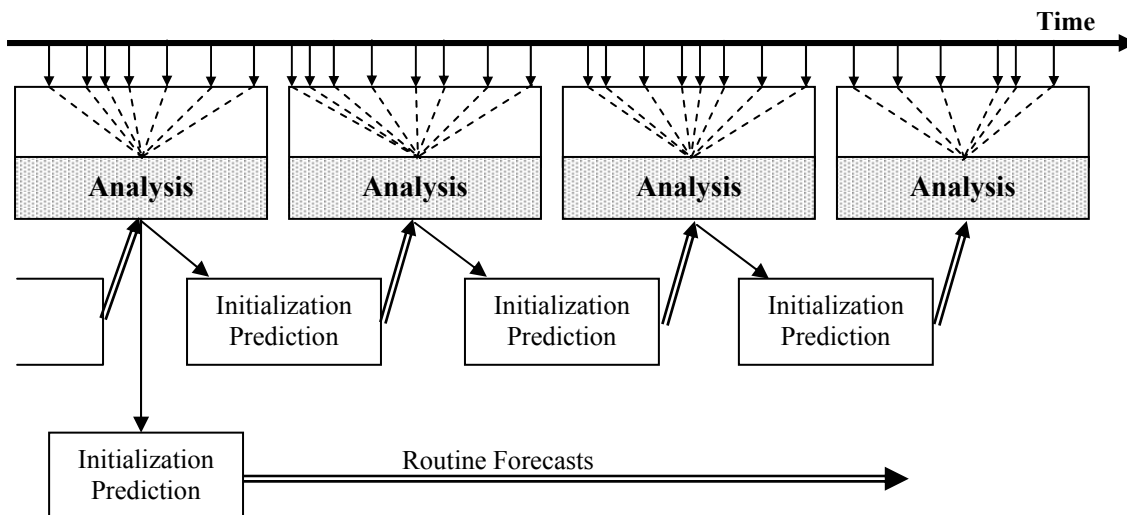 Time
Analysis
Analysis
Analysis
Analysis
Initialization
Prediction
Initialization
Prediction
Initialization
Prediction
Initialization
Prediction
Routine Forecasts